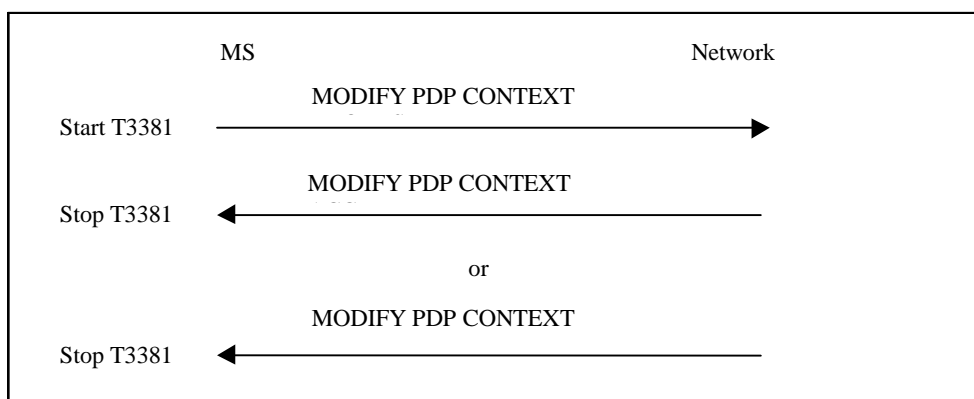 MS Network
MODIFY PDP CONTEXT
Start T3381
MODIFY PDP CONTEXT
Stop T3381
or
MODIFY PDP CONTEXT
Stop T3381